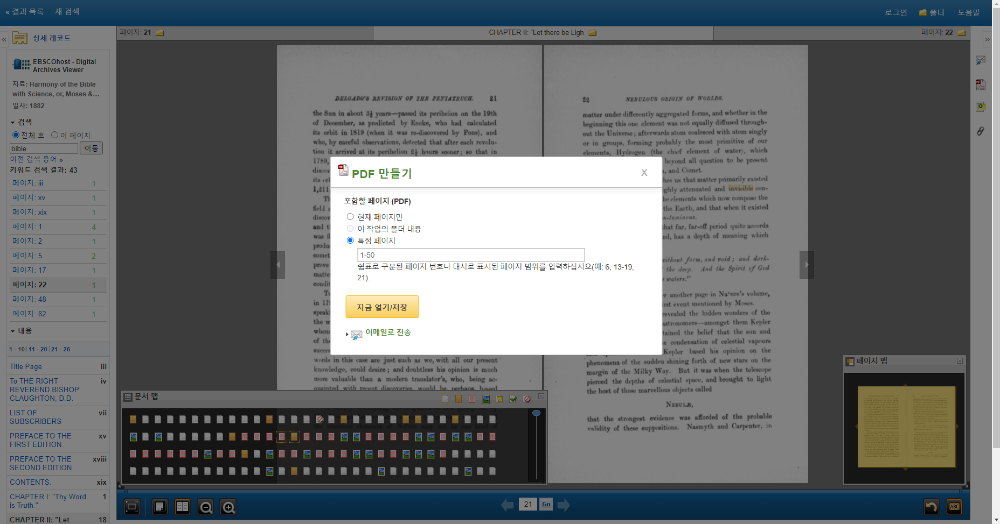 « 결과 목록 새 검색
로그인 폴더 도움말
«
상세 레코드
EBSCOhost - Digital
Archives Viewer
자료: Harmony of the Bible
with Science, or, Moses &...
일자: 1882
검색
전체 호 이 페이지
bible 이동
이전 검색 용어 »
키워드 검색 결과: 43
페이지: iii 1
페이지: xv 1
페이지: xix 1
페이지: 1 4
페이지: 2 1
페이지: 5 2
페이지: 17 1
페이지: 22 1
페이지: 48 1
페이지: 82 1
내용
1 - 10 | 11 - 20 | 21 - 26
Title Page iii
To THE RIGHT iv
REVEREND BISHOP
CLAUGHTON, D.D.
LIST OF vii
SUBSCRIBERS
PREFACE TO THE xv
FIRST EDITION.
PREFACE TO THE xviii
SECOND EDITION.
CONTENTS. xix
CHAPTER I: "Thy Word 1
is Truth."
CHAPTER II: "Let 18
페이지: 21
CHAPTER II: "Let there be Ligh
페이지: 22
»
DELGADO'S REVISION OF THE PENTATEUCH. 21
the Sun in about 3½ years—passed its perihelion on the 19th
of December, as predicted by Encke, who had calculated
its orbit in 1819 (when it was re-discovered by Pons), and
who, by careful observations, detected that after each revolu-
tion it arrived at its perihelion 2½ hours sooner; so that in
1789,
discov
its or
1,211
T
field
discov
and t
was f
produ
comet
prove
matte
condit
T
in 17
speak
the w
when
of the
succe
words in this case are just such as we, with all our present
knowledge, could desire; and doubtless his opinion is much
more valuable than a modern translator's, who, being ac-
quainted with recent discoveries, would be, perhaps, biased
22 NEBULOUS ORIGIN OF WORLDS.
matter under differently aggregated forms, and whether in the
beginning this one element was not equally diffused through-
out the Universe; afterwards atom coalesced with atom singly
or in groups, forming probably the most primitive of our
elements, Hydrogen (the chief element of water), which
beyond all question to be present
, and Comet.
hes us that matter primarily existed
ghly attenuated and invisible con-
he elements which now compose the
the Earth, and that when it existed
n-luminous.
that far, far-off period quite accords
nd, has a depth of meaning which
without form, and void; and dark-
the deep. And the Spirit of God
e waters."
r another page in Nature's volume,
rst event mentioned by Moses.
revealed the hidden wonders of the
astronomers—amongst them Kepler
tained the belief that the sun and
e condensation of celestial vapours
Kepler based his opinion on the
phenomena of the sudden shining forth of new stars on the
margin of the Milky Way. But it was when the telescope
pierced the depths of celestial space, and brought to light
the host of those marvellous objects called
NEBULÆ,
that the strongest evidence was afforded of the probable
validity of these suppositions. Nasmyth and Carpenter, in
PDF 만들기 X
포함할 페이지 (PDF)
현재 페이지만
이 작업의 폴더 내용
특정 페이지
1-50
쉼표로 구분된 페이지 번호나 대시로 표시된 페이지 범위를 입력하십시오(예: 6, 13-19,
21).
지금 열기/저장
이메일로 전송
문서 맵
페이지 맵
21 Go
ABC